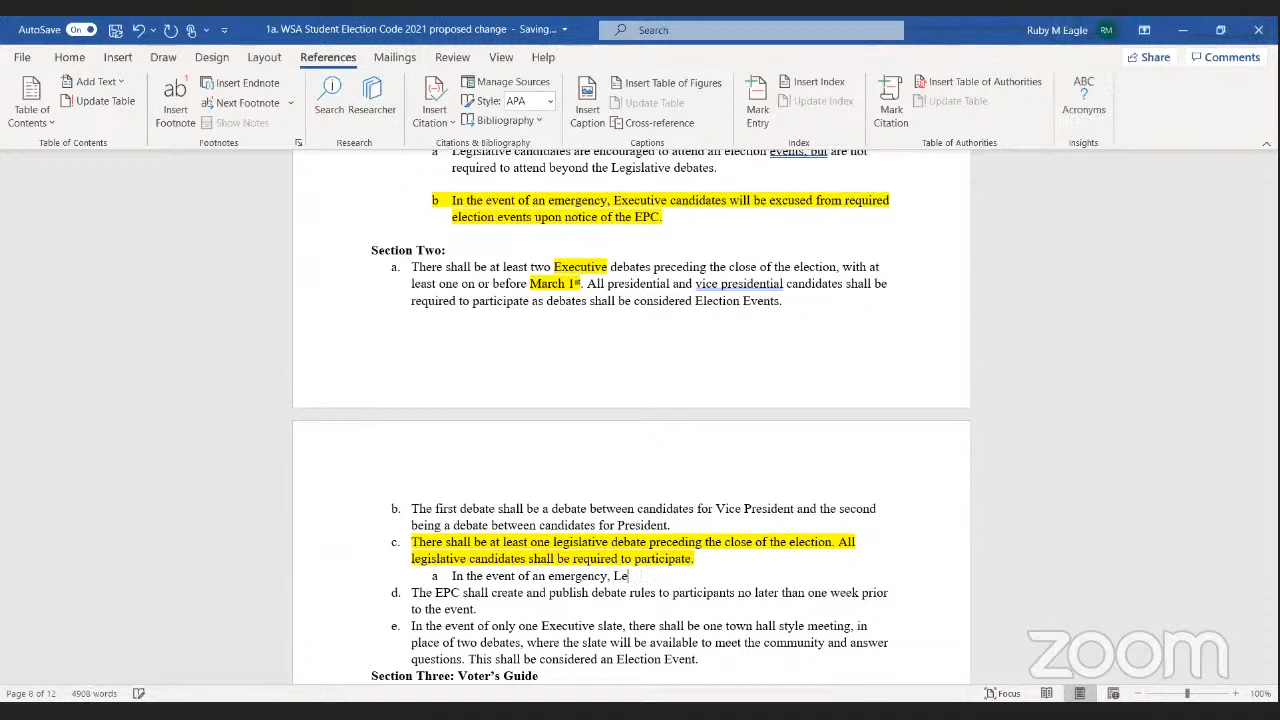 AutoSave On 1a. WSA Student Election Code 2021 proposed change - Saving... Search Ruby M Eagle RM
File Home Insert Draw Design Layout References Mailings Review View Help Share Comments
Table of Contents Add Text Update Table
ab Insert Footnote Insert Endnote Next Footnote Show Notes
Search Researcher
Insert Citation Manage Sources Style: APA Bibliography
Insert Caption Insert Table of Figures Update Table Cross-reference
Mark Entry Insert Index Update Index
Mark Citation Insert Table of Authorities Update Table
ABC ? Acronyms
Table of Contents Footnotes Research Citations & Bibliography Captions Index Table of Authorities Insights
a Legislative candidates are encouraged to attend all election events, but are not
required to attend beyond the Legislative debates.
b In the event of an emergency, Executive candidates will be excused from required
election events upon notice of the EPC.
Section Two:
a. There shall be at least two Executive debates preceding the close of the election, with at
least one on or before March 1st. All presidential and vice presidential candidates shall be
required to participate as debates shall be considered Election Events.
b. The first debate shall be a debate between candidates for Vice President and the second
being a debate between candidates for President.
c. There shall be at least one legislative debate preceding the close of the election. All
legislative candidates shall be required to participate.
a In the event of an emergency, Le
d. The EPC shall create and publish debate rules to participants no later than one week prior
to the event.
e. In the event of only one Executive slate, there shall be one town hall style meeting, in
place of two debates, where the slate will be available to meet the community and answer
questions. This shall be considered an Election Event.
Section Three: Voter's Guide
zoom
Page 8 of 12 4908 words Focus 100%